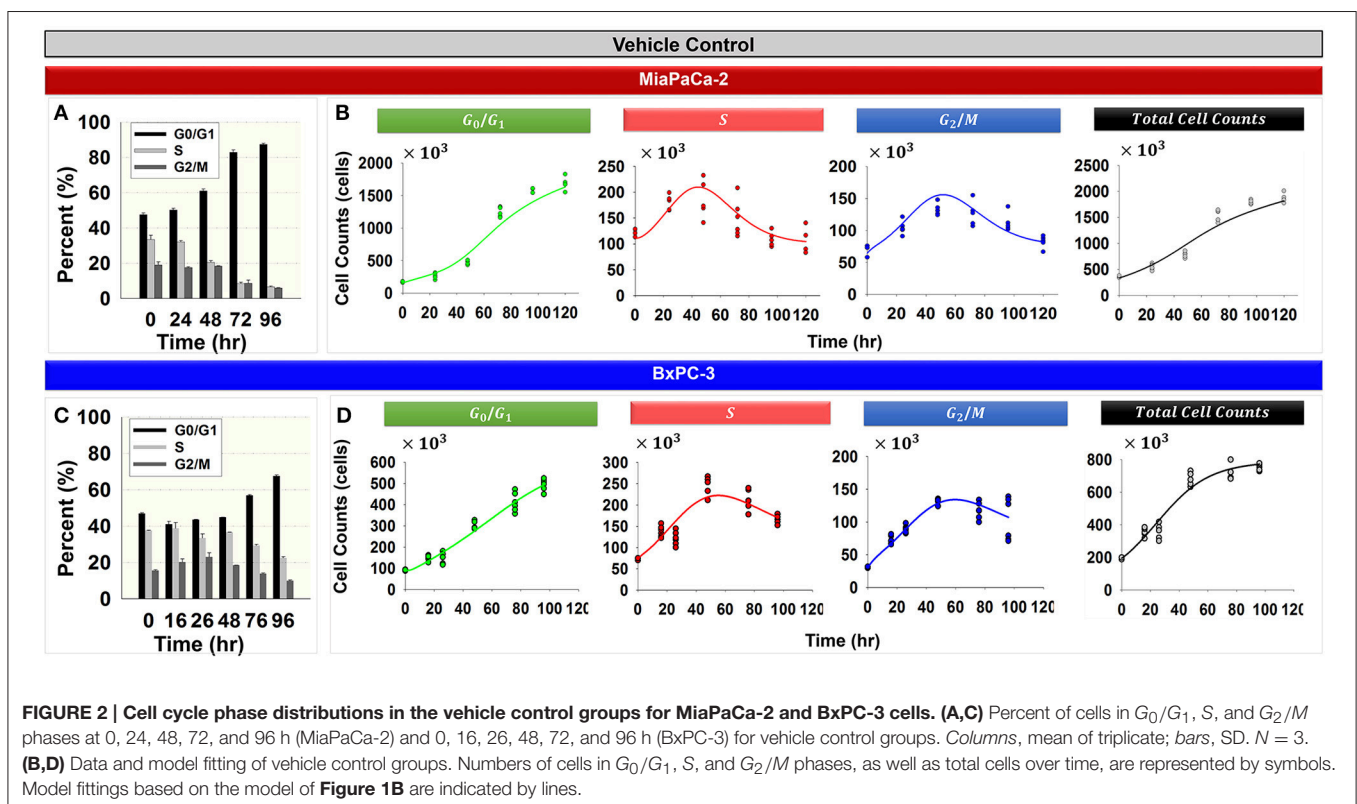 Vehicle Control
MiaPaCa-2
A
100
80
60
40
20
0
Percent (%)
G0/G1
S
G2/M
0 24 48 72 96
Time (hr)
B
G₀/G₁
S
G₂/M
Total Cell Counts
× 10³
2000
1500
1000
500
0
Cell Counts (cells)
0 20 40 60 80 100 120
× 10³
250
200
150
100
50
0
0 20 40 60 80 100 120
× 10³
200
150
100
50
0
0 20 40 60 80 100 120
× 10³
2500
2000
1500
1000
500
0
0 20 40 60 80 100 120
Time (hr)
BxPC-3
C
100
80
60
40
20
0
Percent (%)
G0/G1
S
G2/M
0 16 26 48 76 96
Time (hr)
D
G₀/G₁
S
G₂/M
Total Cell Counts
× 10³
600
500
400
300
200
100
0
Cell Counts (cells)
0 20 40 60 80 100 120
× 10³
300
250
200
150
100
50
0
0 20 40 60 80 100 120
× 10³
200
150
100
50
0
0 20 40 60 80 100 120
× 10³
800
600
400
200
0
0 20 40 60 80 100 120
Time (hr)
FIGURE 2 | Cell cycle phase distributions in the vehicle control groups for MiaPaCa-2 and BxPC-3 cells. (A,C) Percent of cells in G₀/G₁, S, and G₂/M
phases at 0, 24, 48, 72, and 96 h (MiaPaCa-2) and 0, 16, 26, 48, 72, and 96 h (BxPC-3) for vehicle control groups. Columns, mean of triplicate; bars, SD. N = 3.
(B,D) Data and model fitting of vehicle control groups. Numbers of cells in G₀/G₁, S, and G₂/M phases, as well as total cells over time, are represented by symbols.
Model fittings based on the model of Figure 1B are indicated by lines.